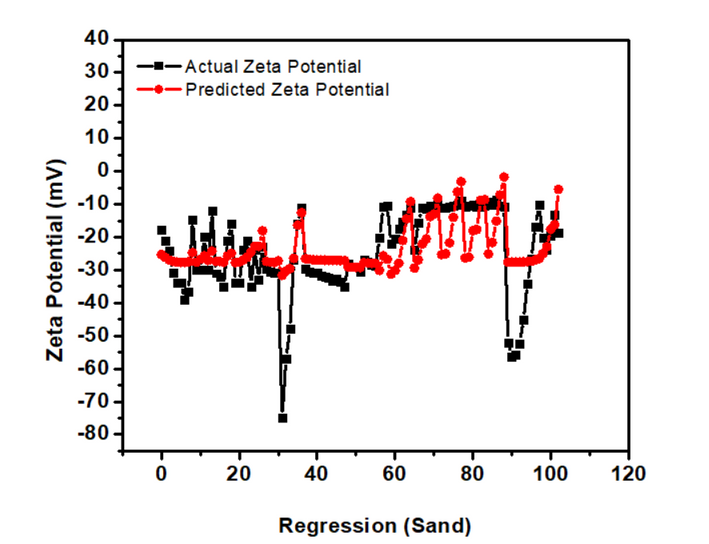 40
30
20
10
0
-10
-20
-30
-40
-50
-60
-70
-80
Zeta Potential (mV)
Actual Zeta Potential
Predicted Zeta Potential
0 20 40 60 80 100 120
Regression (Sand)